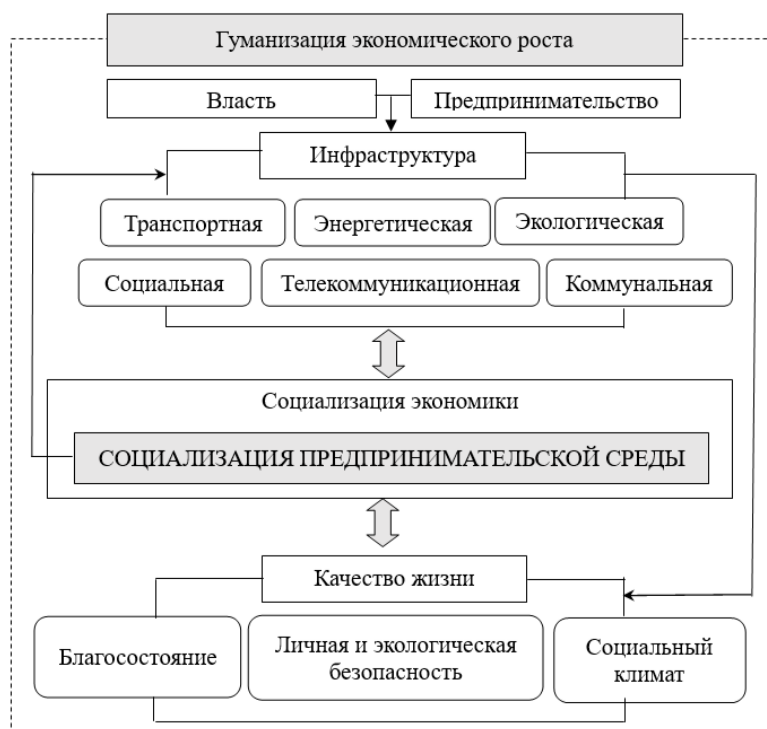 Гуманизация экономического роста
Власть
Предпринимательство
Инфраструктура
Транспортная
Энергетическая
Экологическая
Социальная
Телекоммуникационная
Коммунальная
Социализация экономики
СОЦИАЛИЗАЦИЯ ПРЕДПРИНИМАТЕЛЬСКОЙ СРЕДЫ
Качество жизни
Благосостояние
Личная и экологическая
безопасность
Социальный
климат